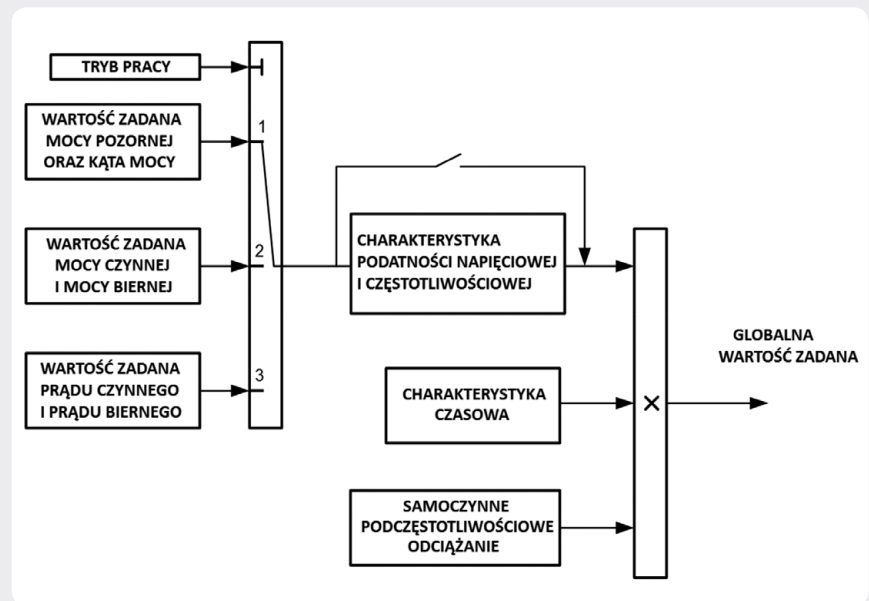 TRYB PRACY
WARTOŚĆ ZADANA
MOCY POZORNEJ
ORAZ KĄTA MOCY
1
WARTOŚĆ ZADANA
MOCY CZYNNEJ
I MOCY BIERNEJ
2
WARTOŚĆ ZADANA
PRĄDU CZYNNEGO
I PRĄDU BIERNEGO
3
CHARAKTERYSTYKA
PODATNOŚCI NAPIĘCIOWEJ
I CZĘSTOTLIWOŚCIOWEJ
CHARAKTERYSTYKA
CZASOWA
SAMOCZYNNE
PODCZĘSTOTLIWOŚCIOWE
ODCIĄŻANIE
×
GLOBALNA
WARTOŚĆ ZADANA